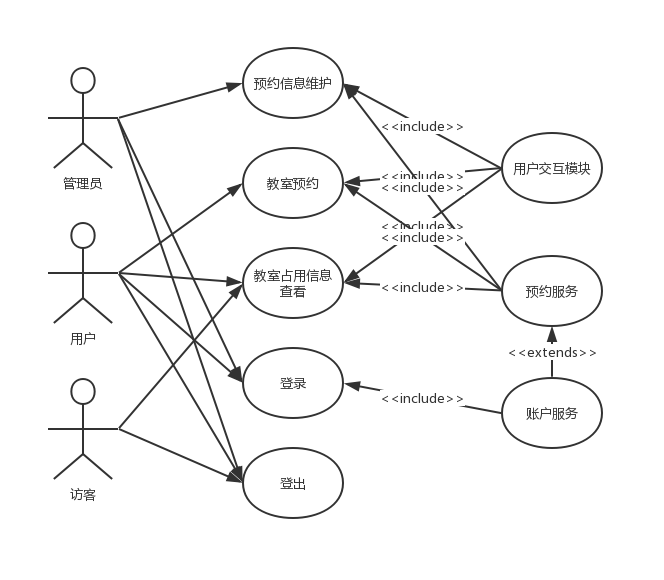 预约信息维护
<<include>>
用户交互模块
管理员
教室预约
<<include>>
<<include>>
<<include>>
<<include>>
教室占用信息
查看
<<include>>
预约服务
用户
<<extends>>
登录
<<include>>
账户服务
登出
访客